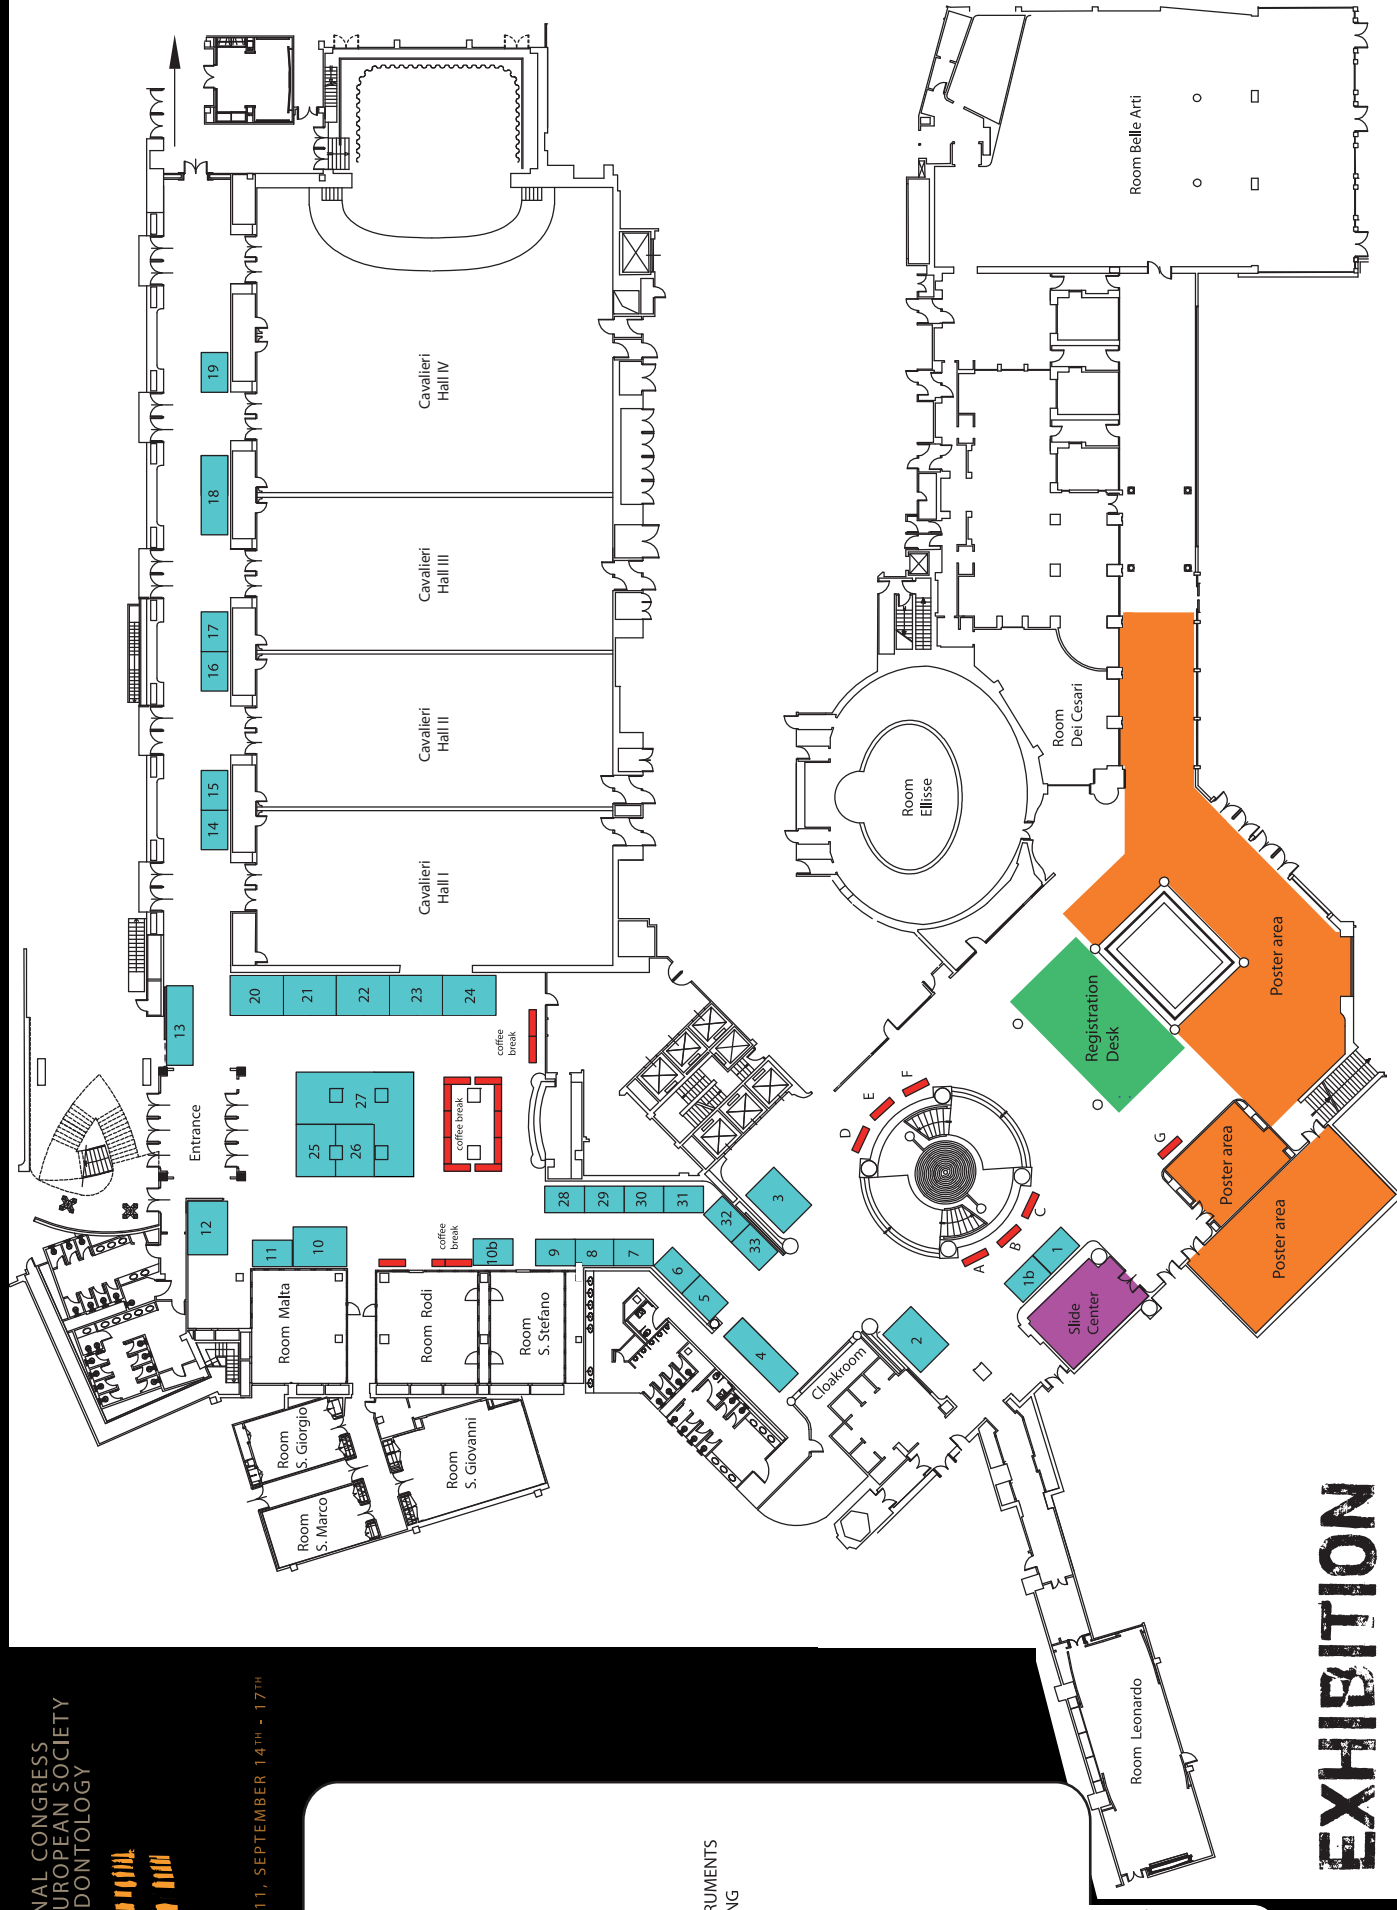 Room Belle Arti
19
Cavalieri
Hall IV
18
Cavalieri
Hall III
17
16
Cavalieri
Hall II
15
14
Cavalieri
Hall I
Room
Dei Cesari
Room
Ellisse
Poster area
Registration
Desk
13
20
21
22
23
24
coffee
break
Entrance
25
26
27
coffee break
F
E
D
G
Poster area
Poster area
28
29
30
31
32
33
3
12
11
10
coffee
break
10b
9
8
7
6
5
4
C
B
A
1
1b
Slide
Center
2
Cloakroom
Room Malta
Room Rodi
Room
S. Stefano
Room
S. Giorgio
Room
S. Giovanni
Room
S. Marco
Room Leonardo
EXHIBITION
NAL CONGRESS
UROPEAN SOCIETY
DONTOLOGY
11, SEPTEMBER 14TH - 17TH
RUMENTS
NG